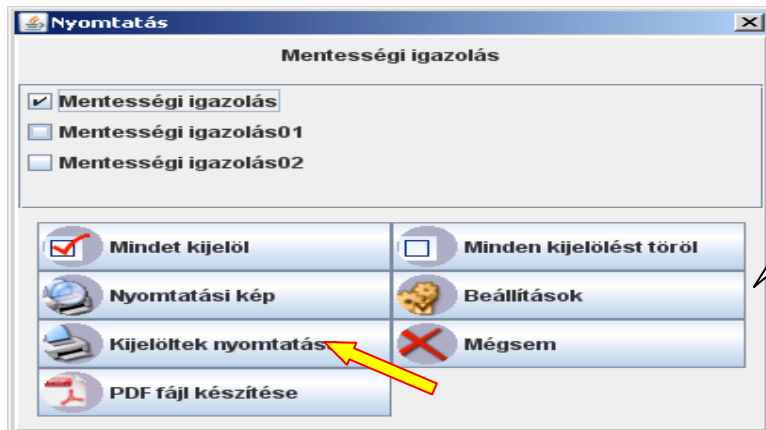 Nyomtatás
Mentességi igazolás
Mentességi igazolás
Mentességi igazolás01
Mentességi igazolás02
Mindet kijelöl
Minden kijelölést töröl
Nyomtatási kép
Beállítások
Kijelöltek nyomtatás
Mégsem
PDF fájl készítése